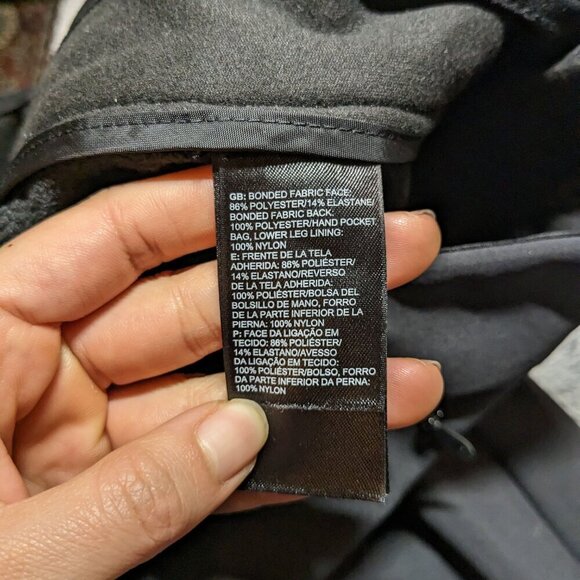 GB: BONDED FABRIC FACE:
86% POLYESTER/14% ELASTANE/
BONDED FABRIC BACK:
100% POLYESTER/HAND POCKET
BAG, LOWER LEG LINING:
100% NYLON
E: FRENTE DE LA TELA
ADHERIDA: 86% POLIÉSTER/
14% ELASTANO/REVERSO
DE LA TELA ADHERIDA:
100% POLIÉSTER/BOLSA DEL
BOLSILLO DE MANO, FORRO
DE LA PARTE INFERIOR DE LA
PIERNA: 100% NYLON
P: FACE DA LIGAÇÃO EM
TECIDO: 86% POLIÉSTER/
14% ELASTANO/AVESSO
DA LIGAÇÃO EM TECIDO:
100% POLIÉSTER/BOLSO, FORRO
DA PARTE INFERIOR DA PERNA:
100% NYLON